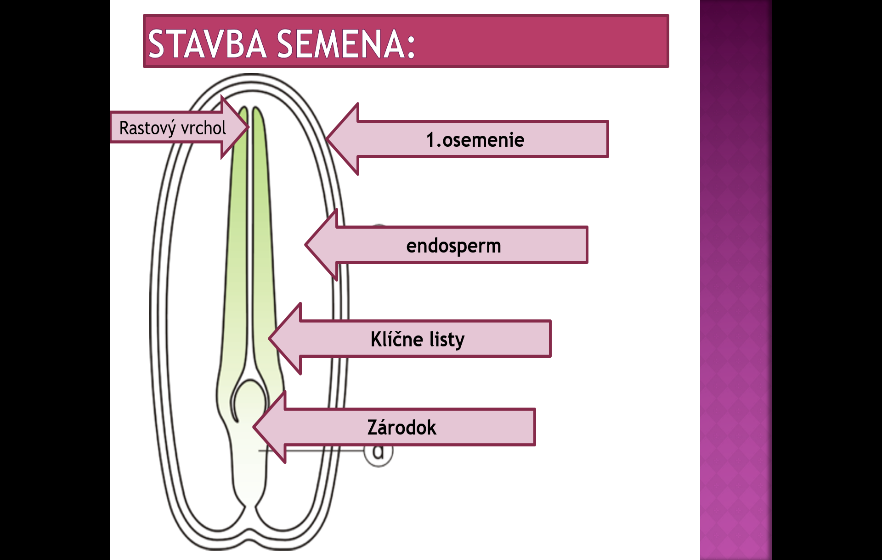 STAVBA SEMENA:
Rastový vrchol
1.osemenie
endosperm
Klíčne listy
Zárodok
a